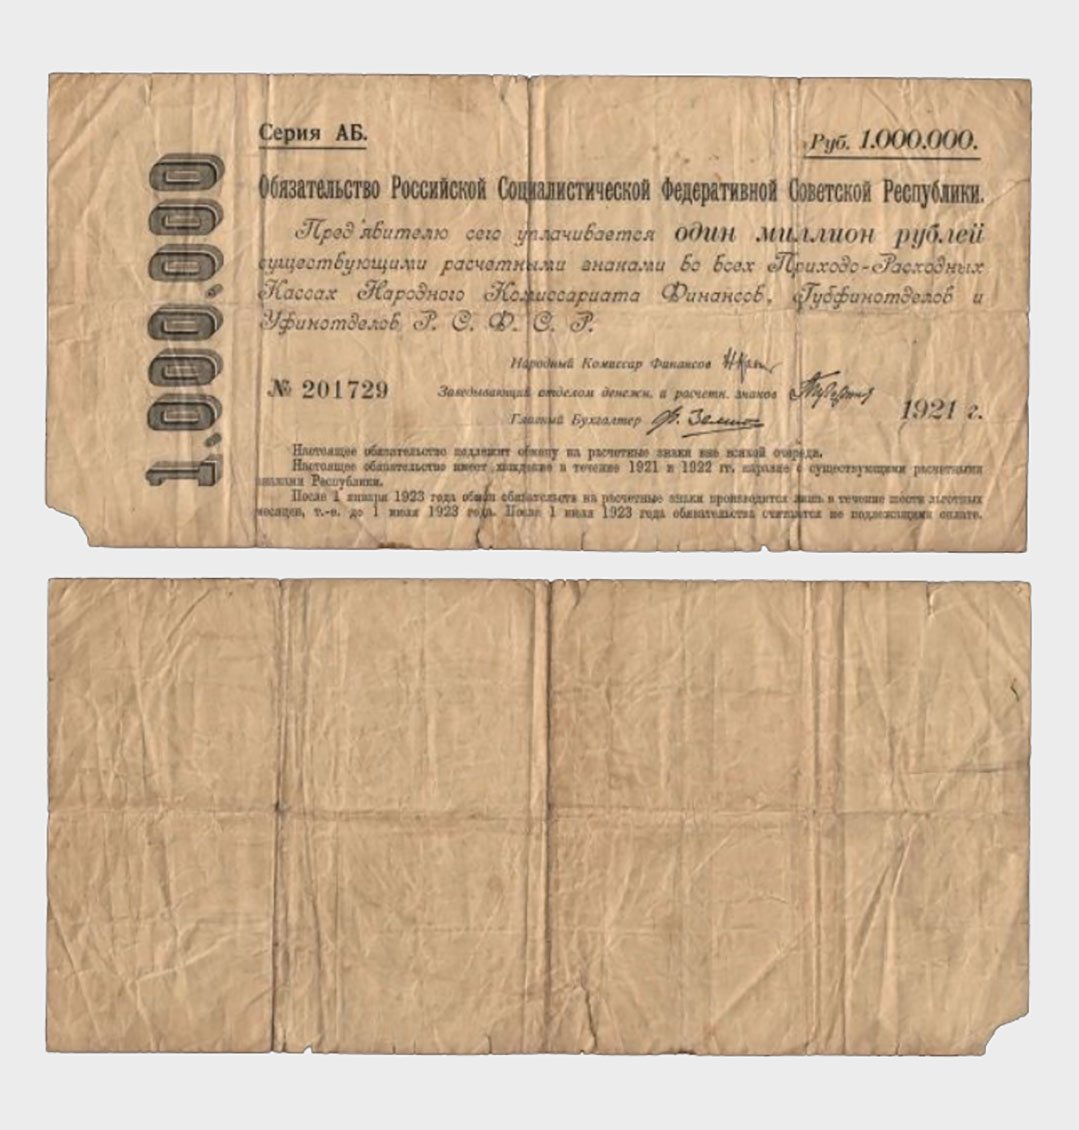 Серия АБ.
Руб. 1.000.000.
1.000.000
Обязательство Российской Социалистической Федеративной Советской Республики.
Пред'явителю сего уплачивается один миллион рублей
существующими расчетными знаками во всех Приходо-Расходных
Кассах Народного Комиссариата Финансов, Губфинотделов и
Уфинотделов Р. С. Ф. С. Р.
Народный Комиссар Финансов
№ 201729
Заведывающий отделом денежн. и расчетн. знаков
1921 г.
Главный Бухгалтер
Настоящее обязательство подлежит обмену на расчетные знаки вне всякой очереди.
Настоящее обязательство имеет хождение в течение 1921 и 1922 гг. наравне с существующими расчетными
знаками Республики.
После 1 января 1923 года обмен обязательств на расчетные знаки производится лишь в течение шести льготных
месяцев, т.-е. до 1 июля 1923 года. После 1 июля 1923 года обязательства считаются не подлежащими оплате.